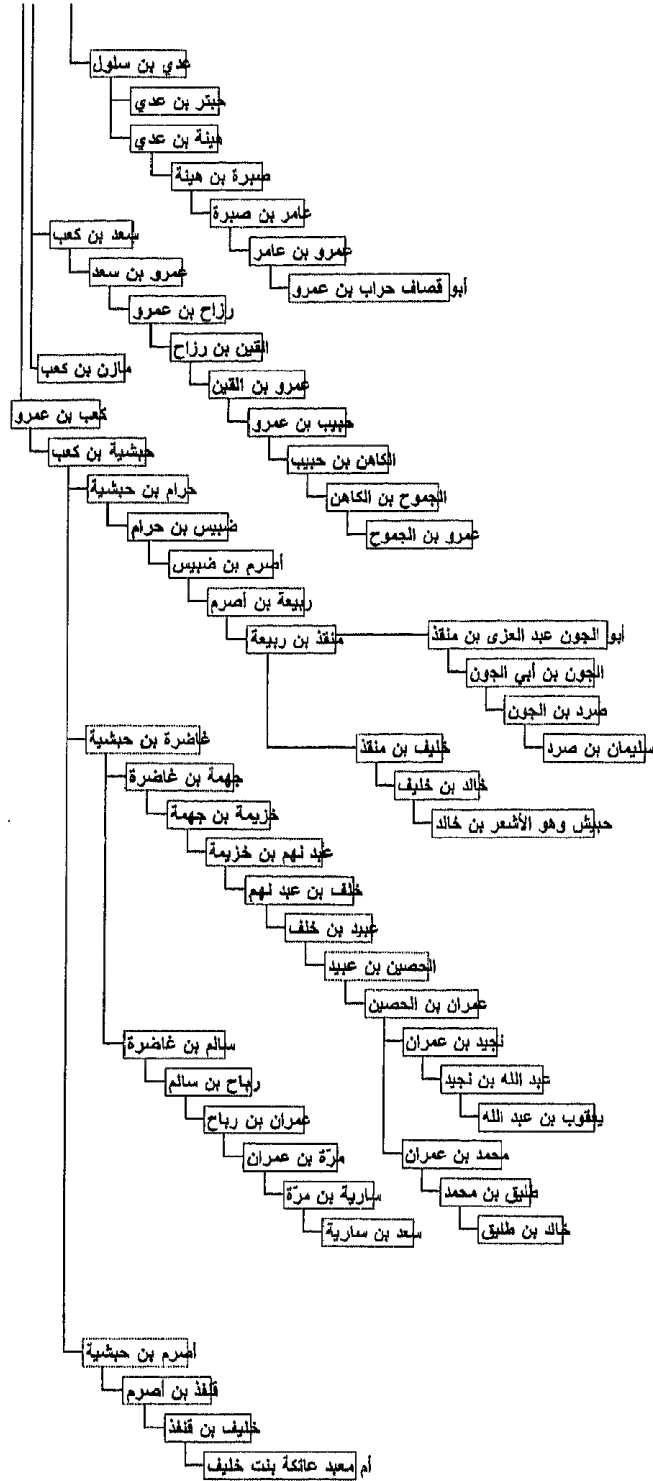 عدي بن سلول
حبتر بن عدي
هينة بن عدي
صبرة بن هينة
عامر بن صبرة
سعد بن كعب
عمرو بن عامر
عمرو بن سعد
أبو قصاف حراب بن عمرو
رزاح بن عمرو
القين بن رزاح
مازن بن كعب
عمرو بن القين
كعب بن عمرو
حبيب بن عمرو
حبشية بن كعب
الكاهن بن حبيب
حرام بن حبشية
الجموح بن الكاهن
ضبيس بن حرام
عمرو بن الجموح
أصرم بن ضبيس
ربيعة بن أصرم
منقذ بن ربيعة
أبو الجون عبد العزى بن منقذ
الجون بن أبي الجون
صرد بن الجون
غاضرة بن حبشية
خليف بن منقذ
سليمان بن صرد
جهمة بن غاضرة
خالد بن خليف
خزيمة بن جهمة
حبيش وهو الأشعر بن خالد
عبد نهم بن خزيمة
خلف بن عبد نهم
عبيد بن خلف
الحصين بن عبيد
عمران بن الحصين
سالم بن غاضرة
نجيد بن عمران
رباح بن سالم
عبد الله بن نجيد
عمران بن رباح
يعقوب بن عبد الله
مرّة بن عمران
محمد بن عمران
سارية بن مرّة
طليق بن محمد
سعد بن سارية
خالد بن طليق
أصرم بن حبشية
قنفذ بن أصرم
خليف بن قنفذ
أم معبد عاتكة بنت خليف